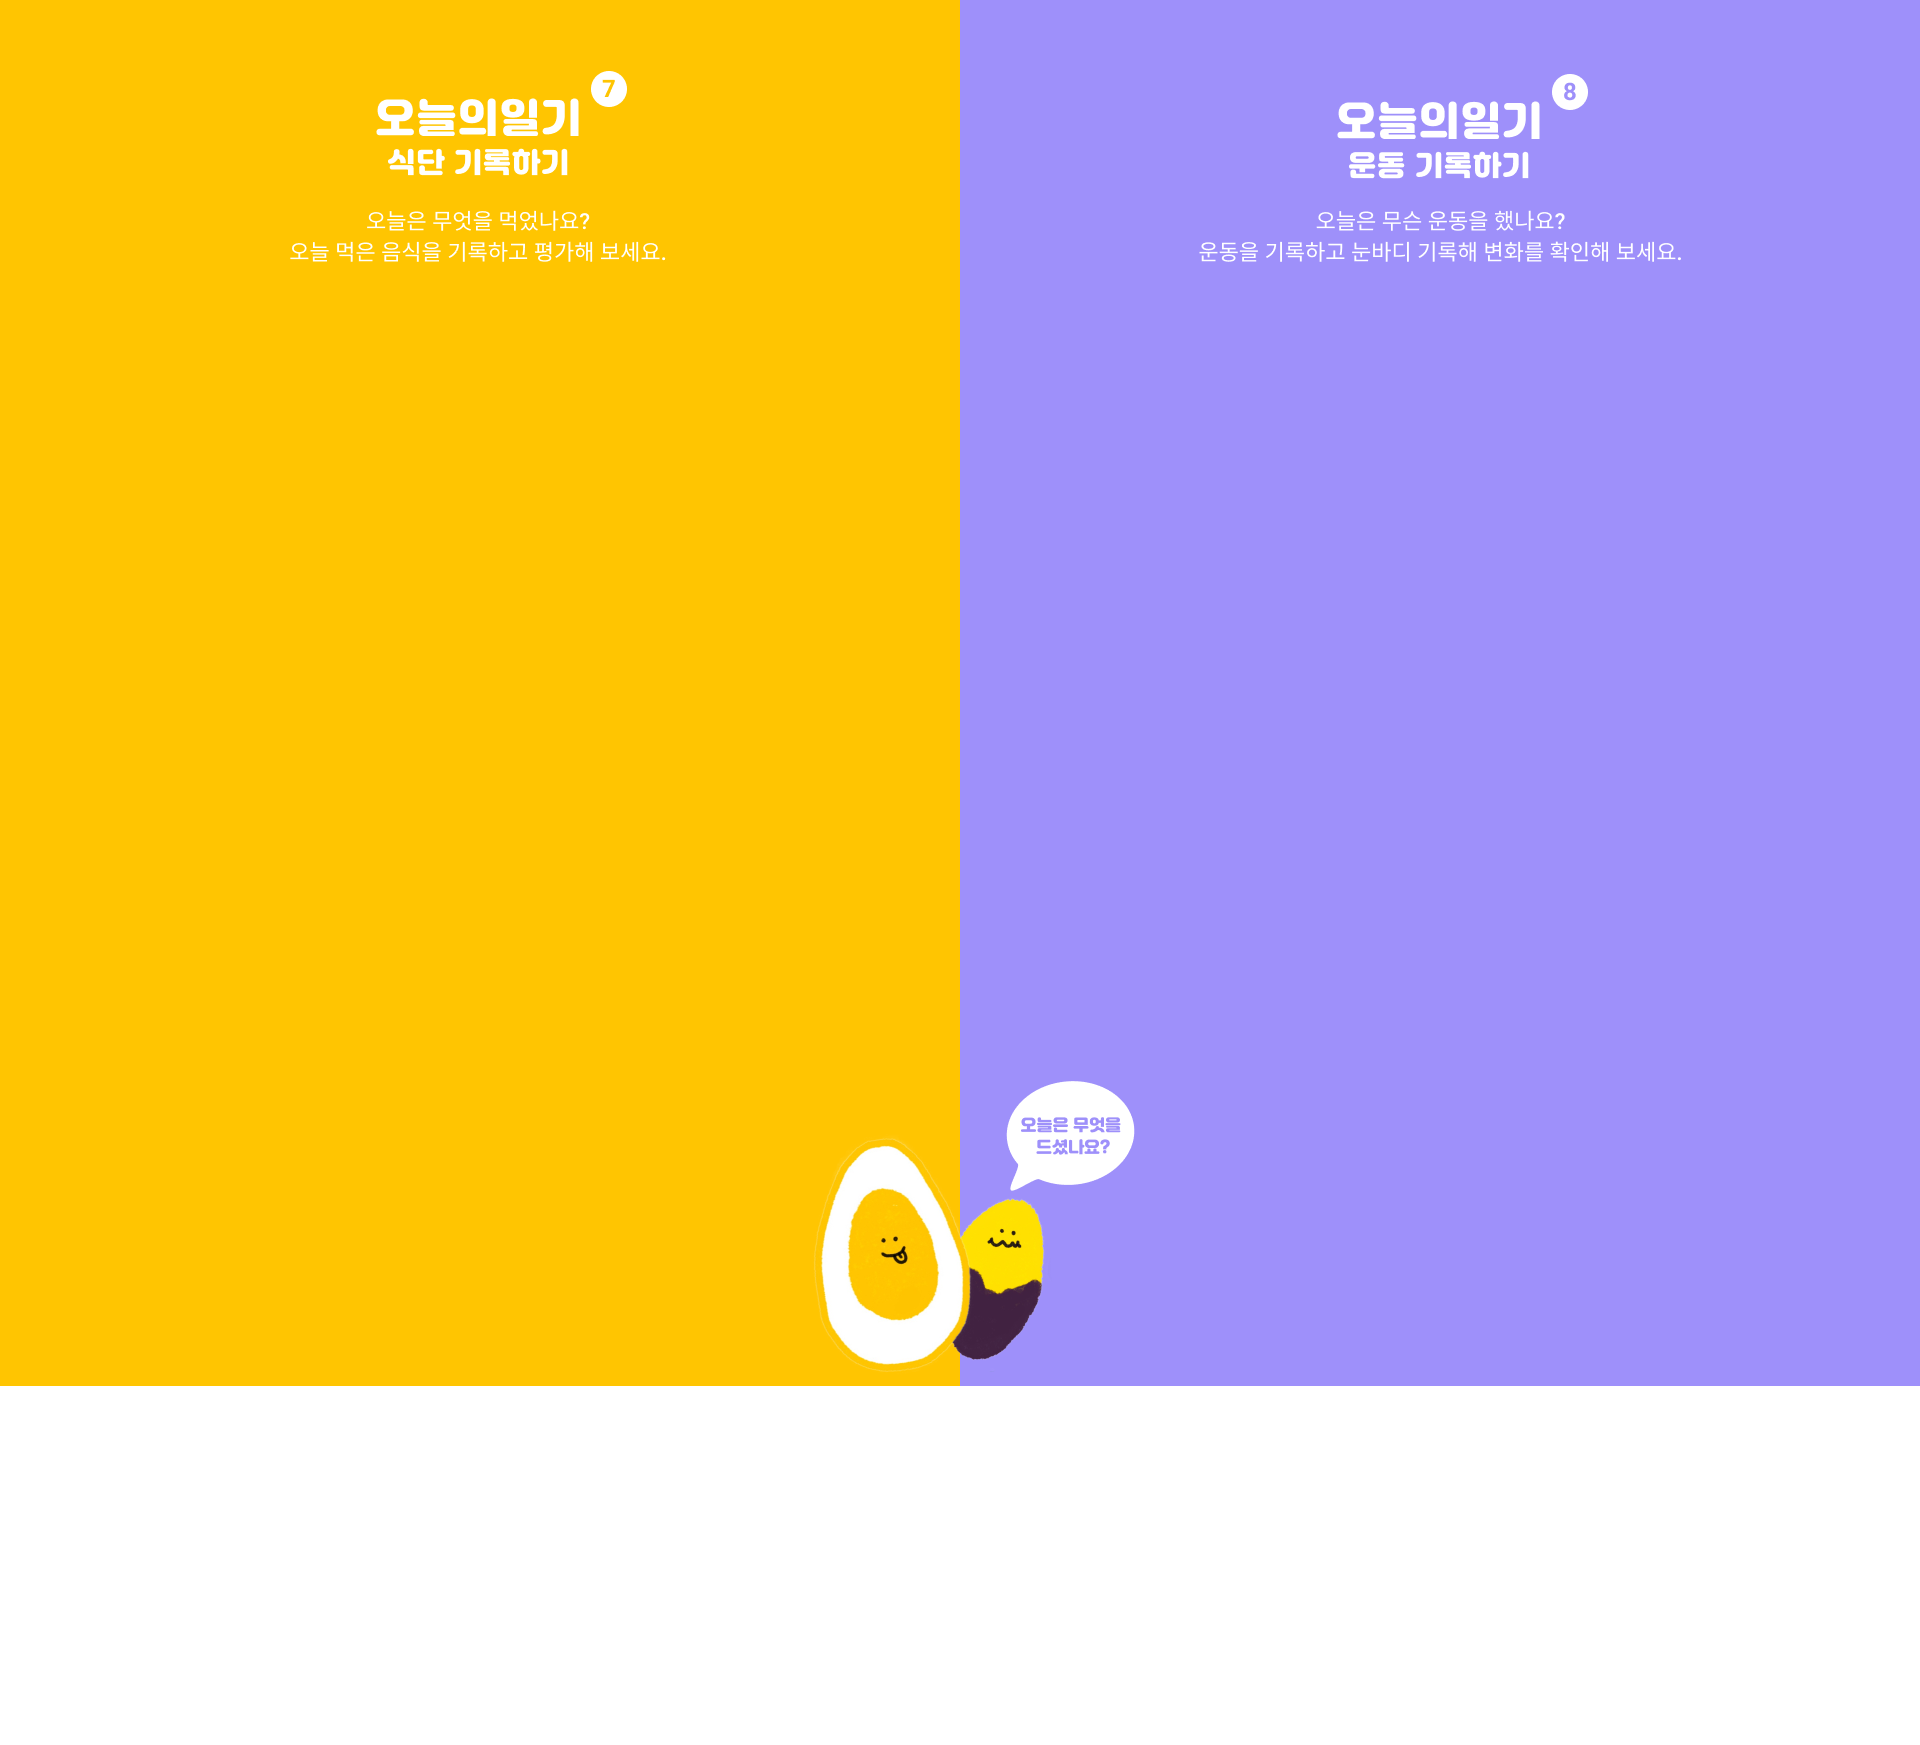 7
오늘의일기
식단 기록하기
오늘은 무엇을 먹었나요?
오늘 먹은 음식을 기록하고 평가해 보세요.
8
오늘의일기
운동 기록하기
오늘은 무슨 운동을 했나요?
운동을 기록하고 눈바디 기록해 변화를 확인해 보세요.
오늘은 무엇을
드셨나요?